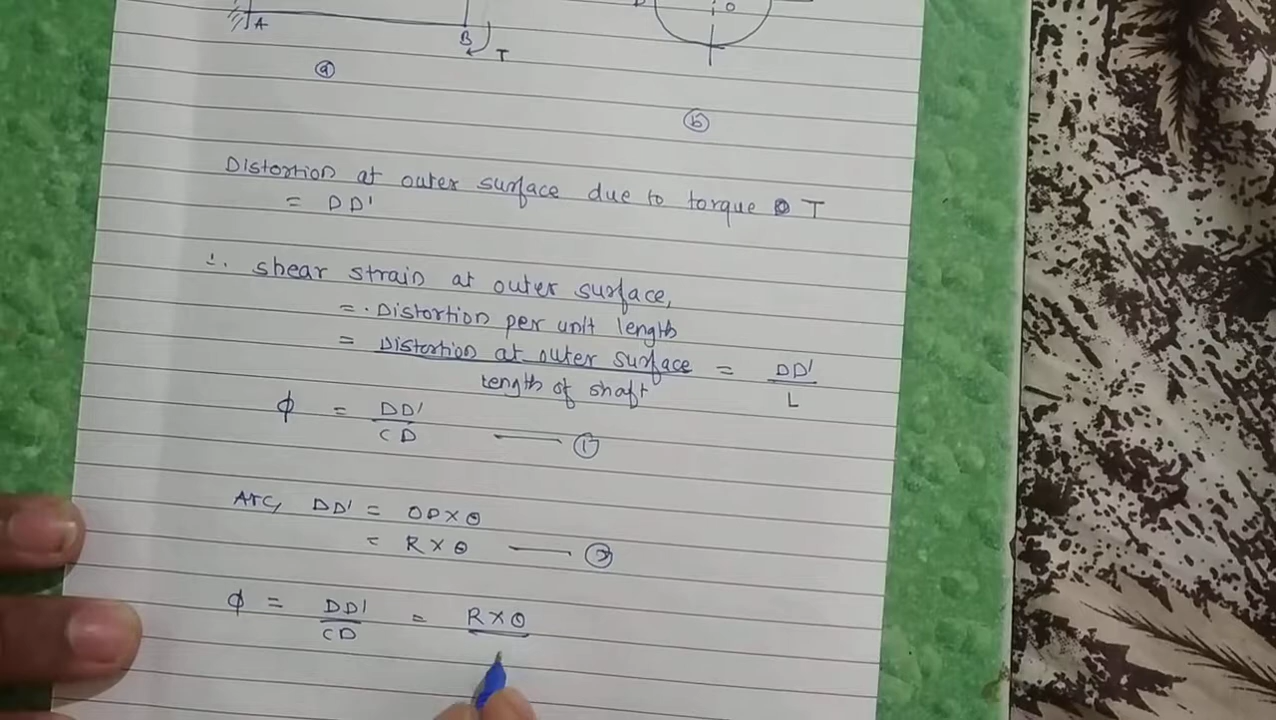 A
B
T
ⓐ
D
O
ⓑ
Distortion at outer surface due to torque T
= DD'
∴ shear strain at outer surface,
= Distortion per unit length
= Distortion at outer surface / Length of shaft = DD' / L
ϕ = DD' / CD —— ①
Arc, DD' = OD × θ
= R × θ —— ②
ϕ = DD' / CD = R × θ